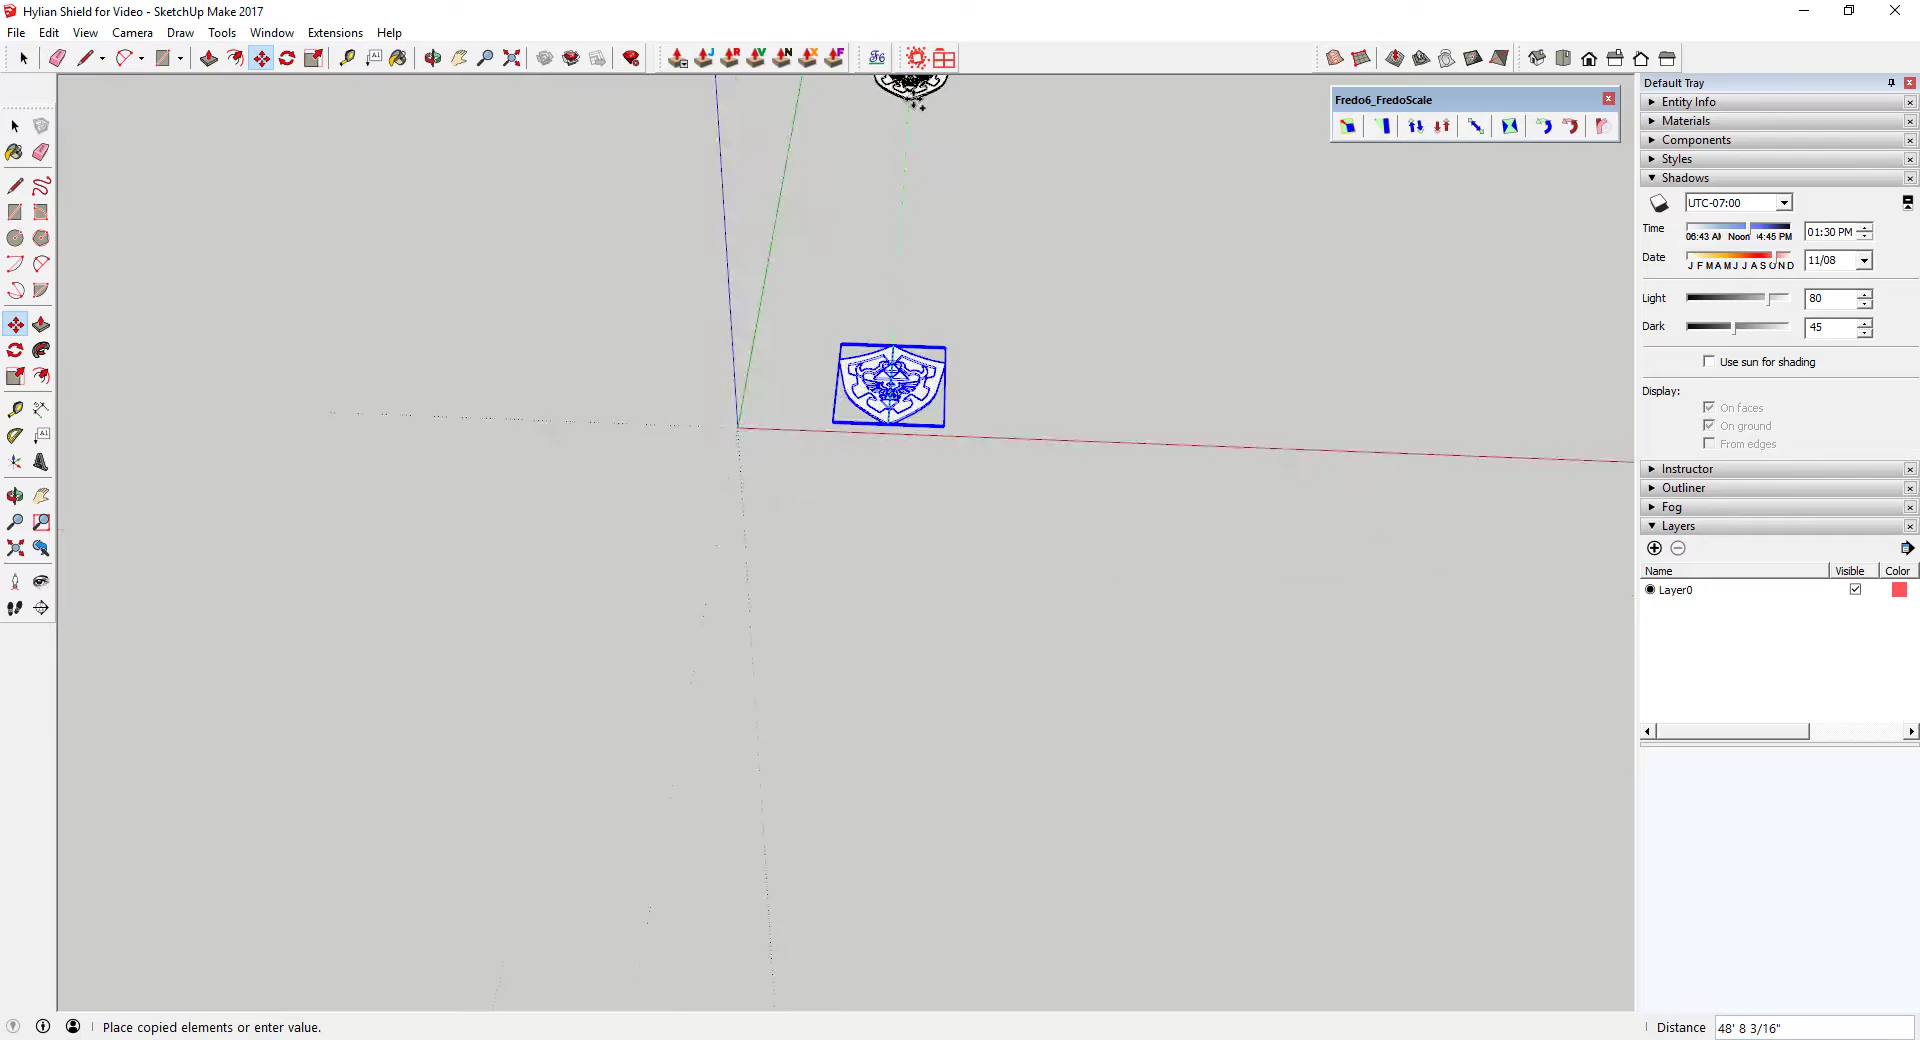 Hylian Shield for Video - SketchUp Make 2017
File Edit View Camera Draw Tools Window Extensions Help
A1 J R V N X F
Fredo6_FredoScale
Default Tray
Entity Info
Materials
Components
Styles
Shadows
UTC-07:00
Time
06:43 AM Noon 04:45 PM
01:30 PM
Date
J F M A M J J A S O N D
11/08
Light
80
Dark
45
Use sun for shading
Display:
On faces
On ground
From edges
Instructor
Outliner
Fog
Layers
Name Visible Color
Layer0
A1
Place copied elements or enter value.
Distance 48' 8 3/16"